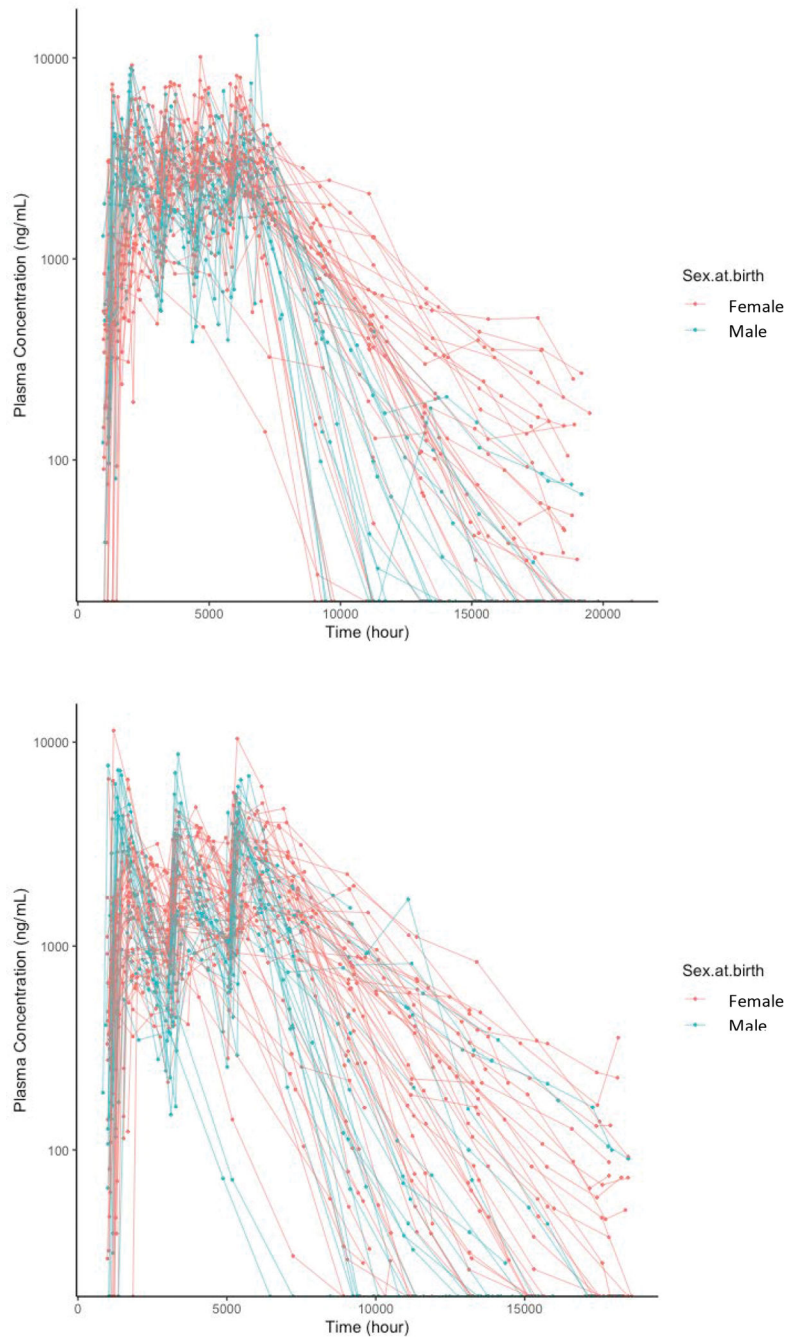 10000
1000
100
Plasma Concentration (ng/mL)
0 5000 10000 15000 20000
Time (hour)
Sex.at.birth
Female
Male
10000
1000
100
Plasma Concentration (ng/mL)
0 5000 10000 15000
Time (hour)
Sex.at.birth
Female
Male